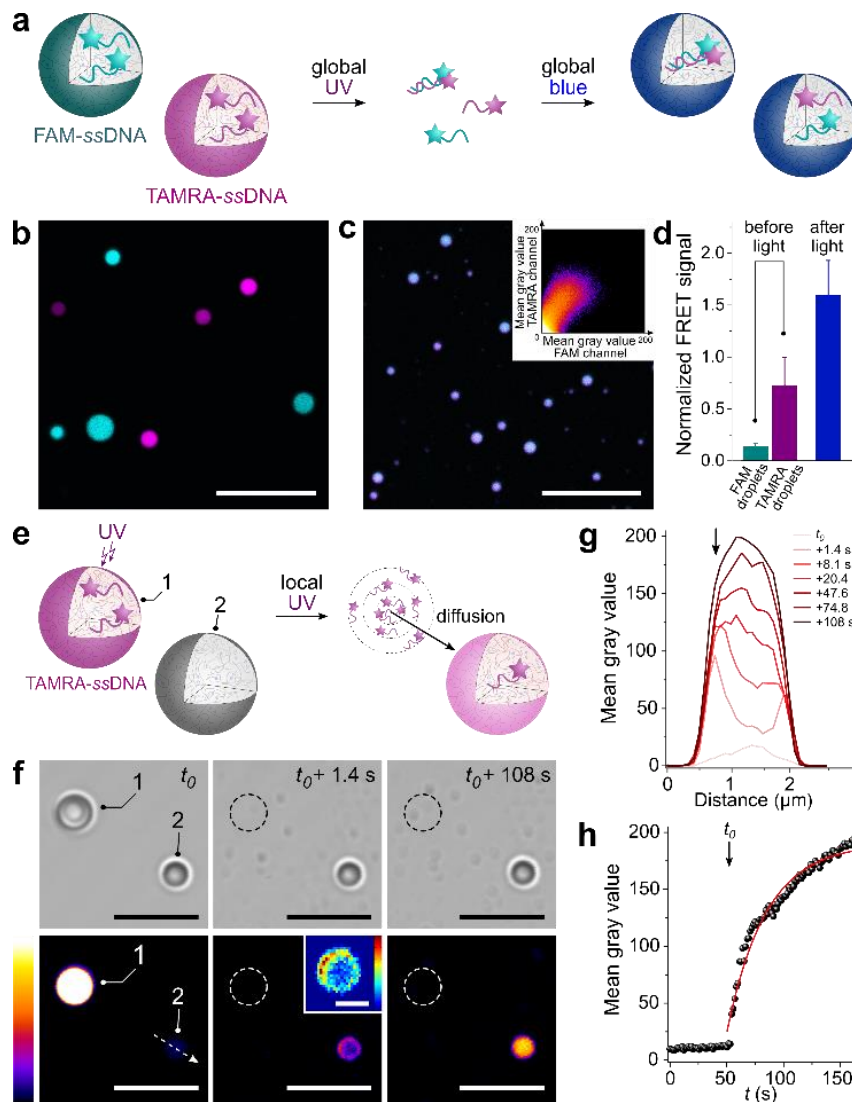 a
FAM-ssDNA
TAMRA-ssDNA
global
UV
global
blue
b
c
200
Mean gray value
TAMRA channel
0
Mean gray value
FAM channel
200
d
before
light
after
light
Normalized FRET signal
2.0
1.5
1.0
0.5
0.0
FAM
droplets
TAMRA
droplets
e
UV
1
2
TAMRA-ssDNA
local
UV
diffusion
f
1
t0
2
t0 + 1.4 s
t0 + 108 s
1
2
g
Mean gray value
200
150
100
50
0
0
1
2
Distance (µm)
t0
+1.4 s
+8.1 s
+20.4
+47.6
+74.8
+108 s
h
t0
Mean gray value
200
150
100
50
0
0
50
100
150
t (s)